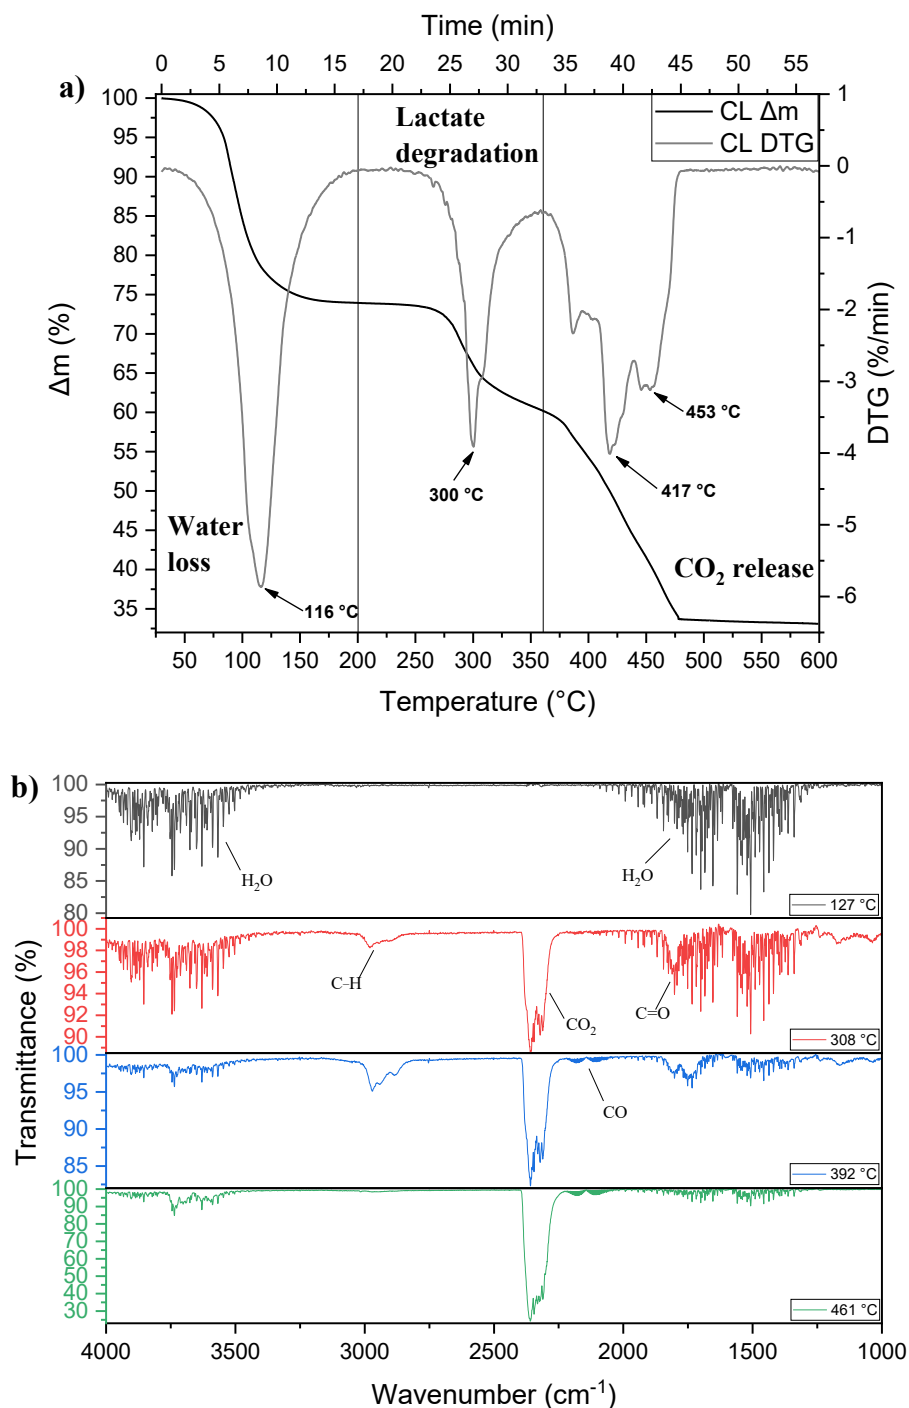 Time (min)
0 5 10 15 20 25 30 35 40 45 50 55
a)
100
95
90
85
80
75
70
65
60
55
50
45
40
35
Δm (%)
Lactate
degradation
CL Δm
CL DTG
1
0
-1
-2
-3
-4
-5
-6
DTG (%/min)
453 °C
300 °C
417 °C
Water
loss
CO₂ release
116 °C
50 100 150 200 250 300 350 400 450 500 550 600
Temperature (°C)
b)
Transmittance (%)
100
95
90
85
80
H₂O
H₂O
127 °C
100
98
96
94
92
90
C-H
CO₂
C=O
308 °C
100
95
90
85
CO
392 °C
100
90
80
70
60
50
40
30
461 °C
4000 3500 3000 2500 2000 1500 1000
Wavenumber (cm⁻¹)